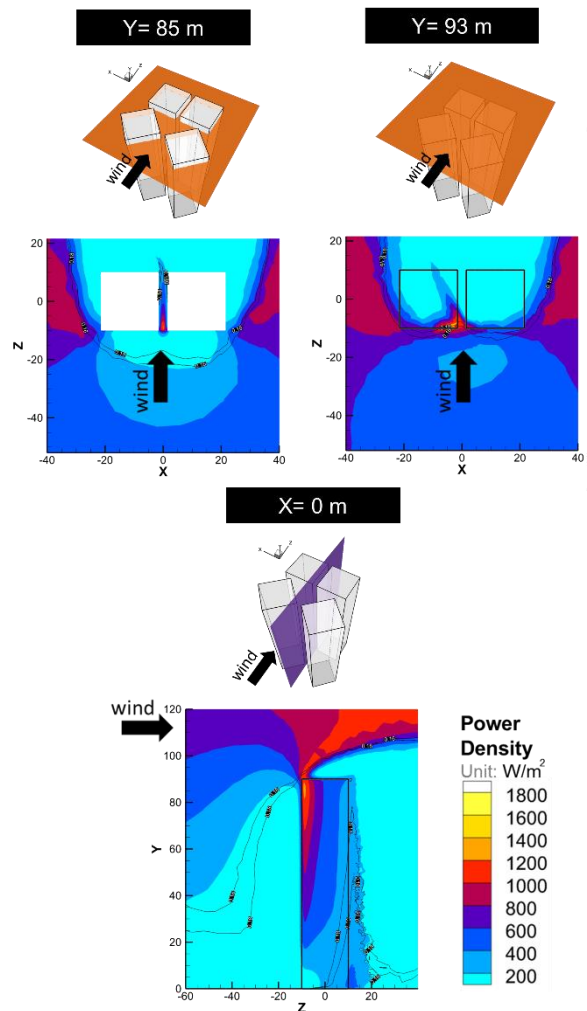 Y= 85 m
Y= 93 m
x
Y
z
x
Y
z
wind
wind
20
0
-20
-40
Z
wind
-40
-20
0
20
40
X
20
0
-20
-40
Z
wind
-40
-20
0
20
40
X
X= 0 m
x
Y
z
wind
wind
120
100
80
60
40
20
0
Y
-60
-40
-20
0
20
Z
Power
Density
Unit: W/m²
1800
1600
1400
1200
1000
800
600
400
200